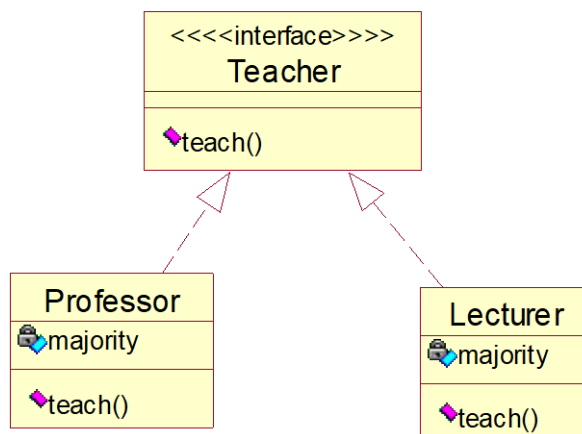 <<<<interface>>>>
Teacher
teach()
Professor
majority
teach()
Lecturer
majority
teach()